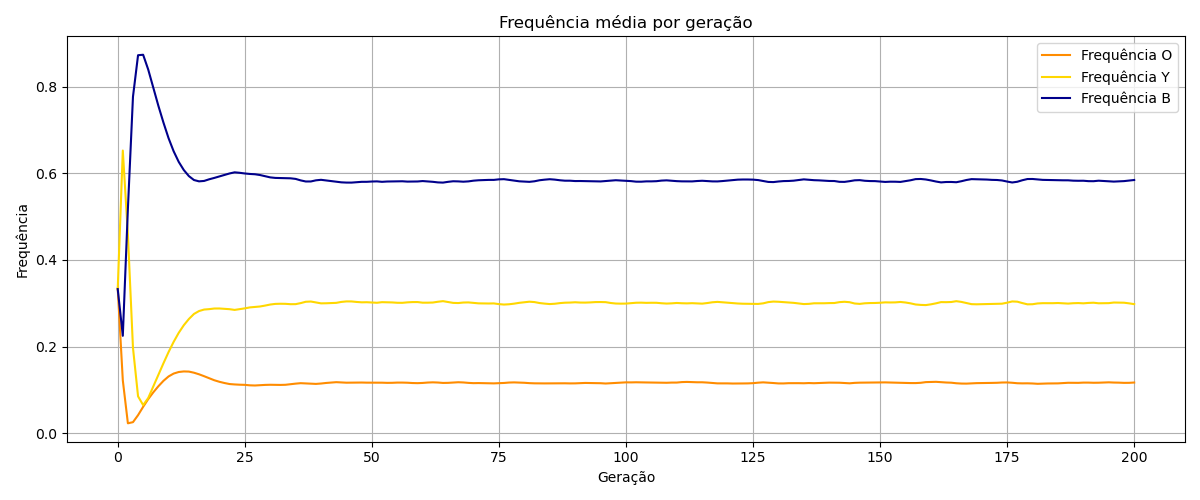 Frequência média por geração
Frequência O
Frequência Y
Frequência B
Frequência
0.8
0.6
0.4
0.2
0.0
0 25 50 75 100 125 150 175 200
Geração